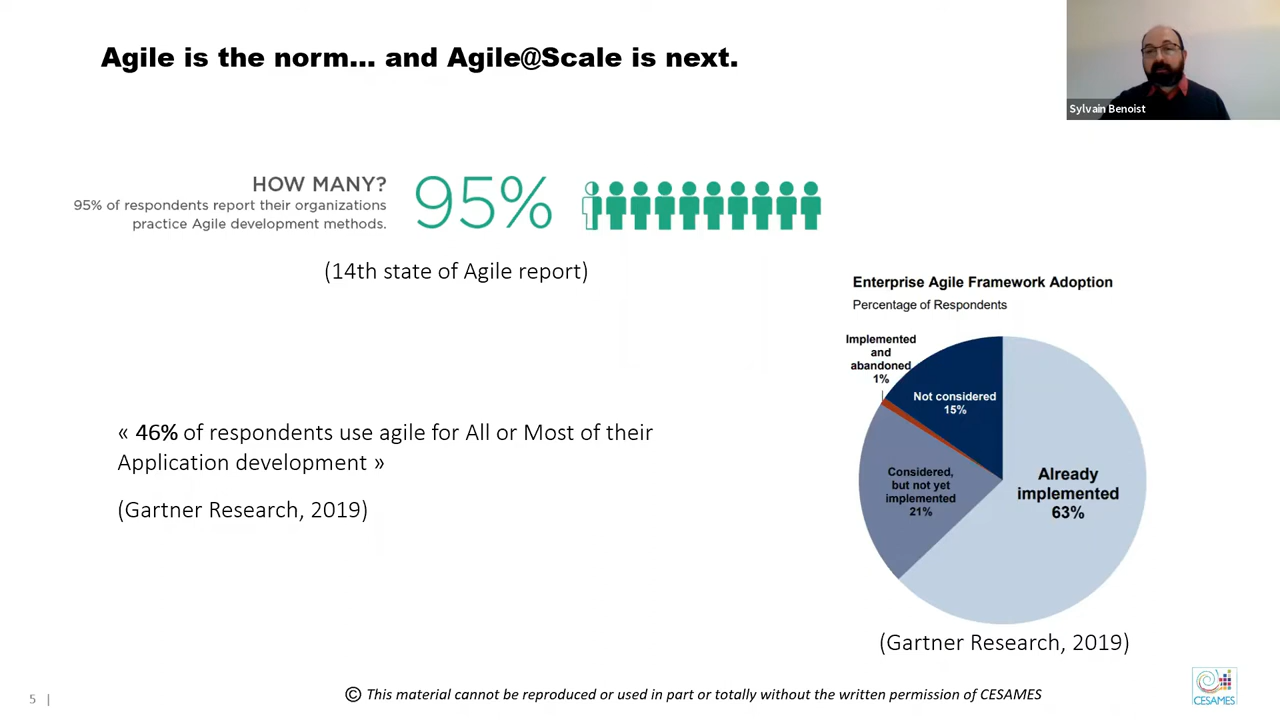 Agile is the norm... and Agile@Scale is next.
Sylvain Benoist
HOW MANY?
95% of respondents report their organizations
practice Agile development methods.
95%
(14th state of Agile report)
« 46% of respondents use agile for All or Most of their
Application development »
(Gartner Research, 2019)
Enterprise Agile Framework Adoption
Percentage of Respondents
Implemented
and
abandoned
1%
Not considered
15%
Considered,
but not yet
implemented
21%
Already
implemented
63%
(Gartner Research, 2019)
5 |
© This material cannot be reproduced or used in part or totally without the written permission of CESAMES
CESAMES